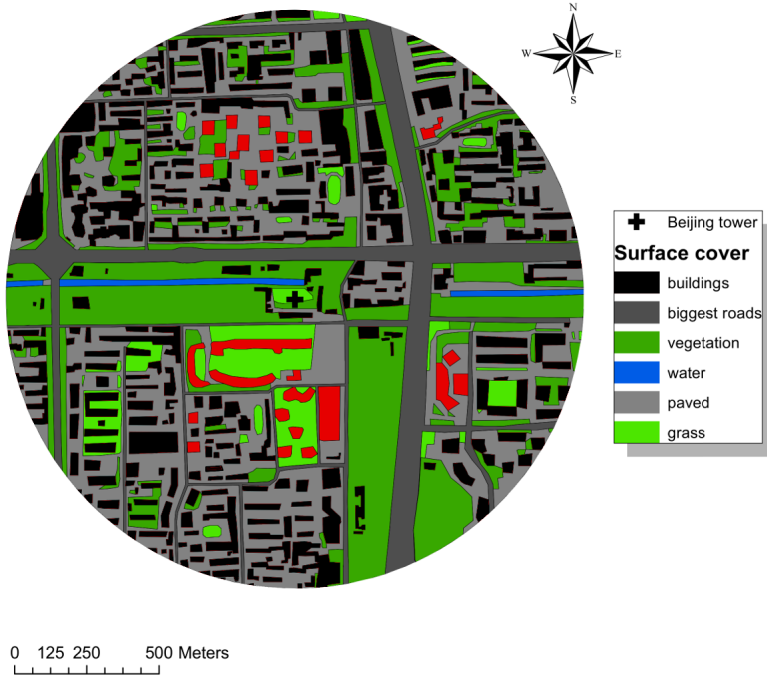 N
W E
S
Beijing tower
Surface cover
buildings
biggest roads
vegetation
water
paved
grass
0 125 250 500 Meters